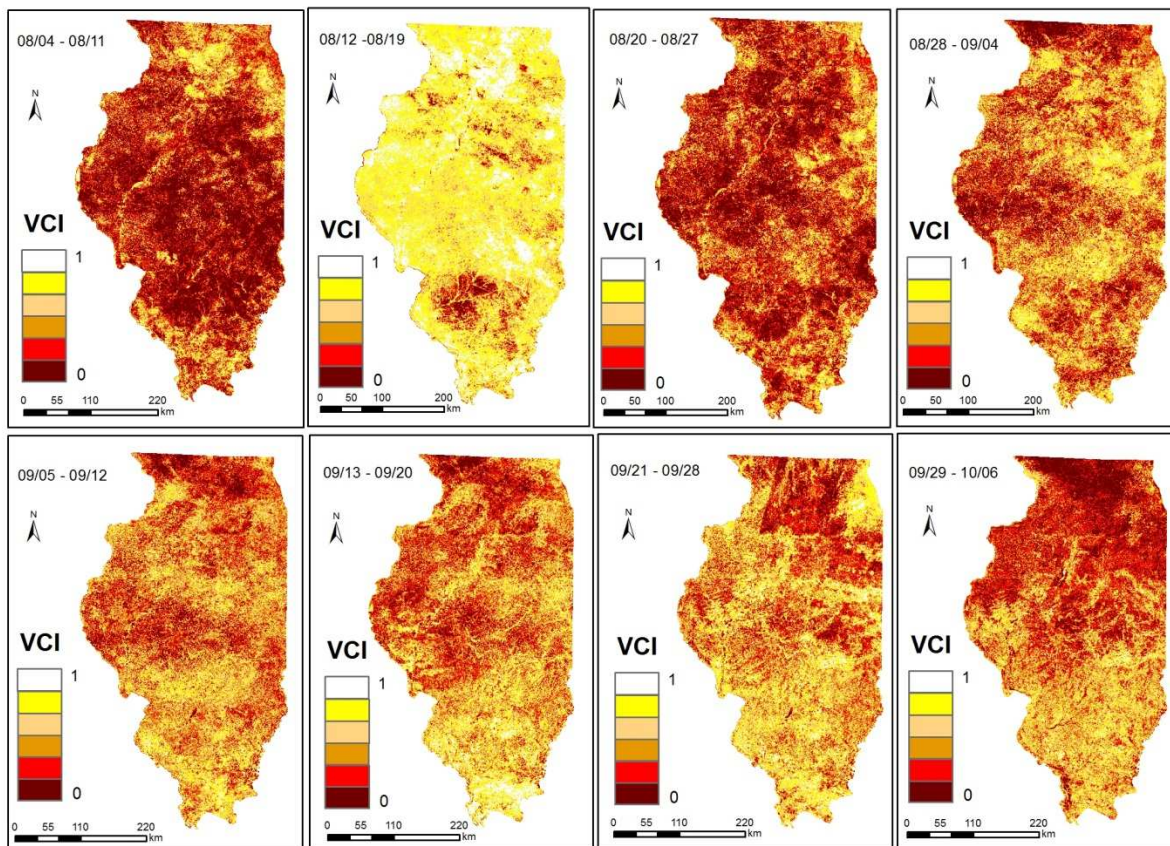 08/04 - 08/11
N
VCI
1
0
0 55 110 220
km
08/12 -08/19
N
VCI
1
0
0 50 100 200
km
08/20 - 08/27
N
VCI
1
0
0 50 100 200
km
08/28 - 09/04
N
VCI
1
0
0 50 100 200
km
09/05 - 09/12
N
VCI
1
0
0 55 110 220
km
09/13 - 09/20
N
VCI
1
0
0 55 110 220
km
09/21 - 09/28
N
VCI
1
0
0 55 110 220
km
09/29 - 10/06
N
VCI
1
0
0 55 110 220
km